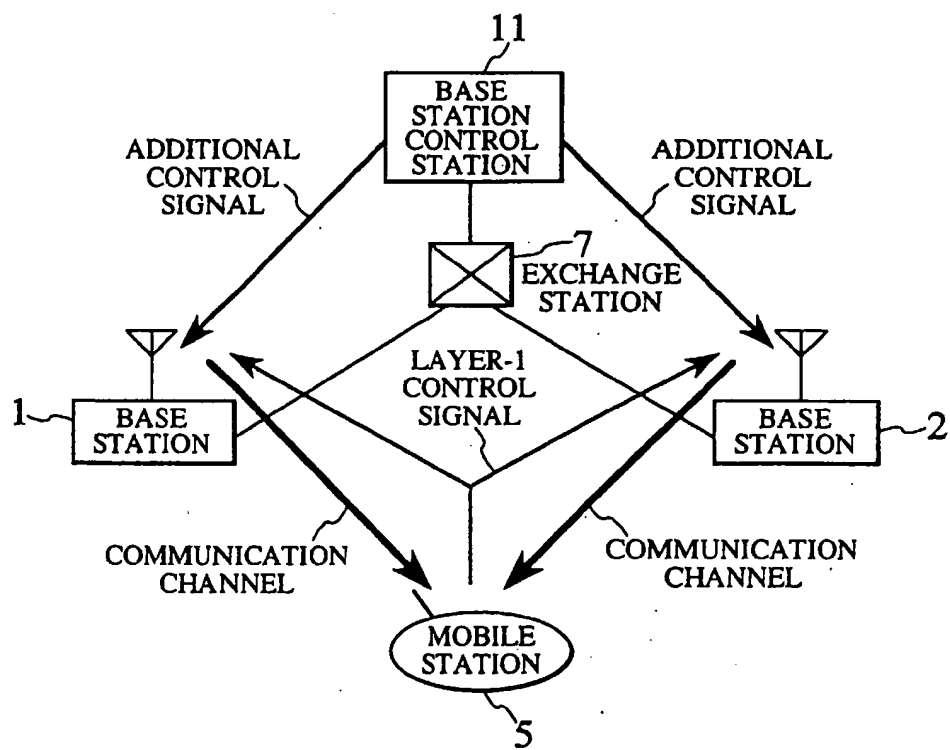 11
BASE
STATION
CONTROL
STATION
ADDITIONAL
CONTROL
SIGNAL
ADDITIONAL
CONTROL
SIGNAL
7
EXCHANGE
STATION
LAYER-1
CONTROL
SIGNAL
1
BASE
STATION
BASE
STATION
2
COMMUNICATION
CHANNEL
COMMUNICATION
CHANNEL
MOBILE
STATION
5